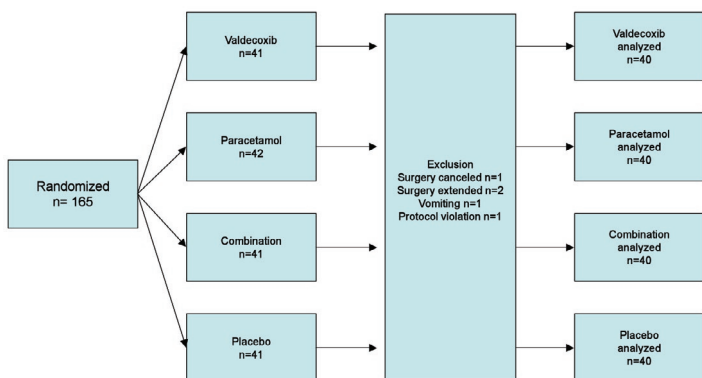 Randomized
n= 165
Valdecoxib
n=41
Paracetamol
n=42
Combination
n=41
Placebo
n=41
Exclusion
Surgery canceled n=1
Surgery extended n=2
Vomiting n=1
Protocol violation n=1
Valdecoxib
analyzed
n=40
Paracetamol
analyzed
n=40
Combination
analyzed
n=40
Placebo
analyzed
n=40